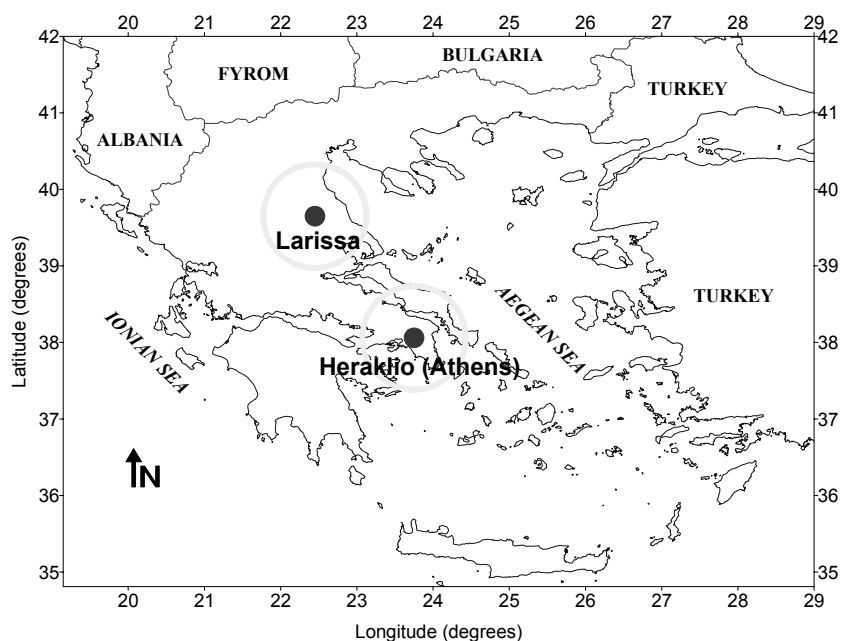 20 21 22 23 24 25 26 27 28 29
42 42
BULGARIA
FYROM
TURKEY
41 41
ALBANIA
40 40
Larissa
39 39
TURKEY
AEGEAN SEA
IONIAN SEA
38 38
Heraklio (Athens)
37 37
N
36 36
35 35
20 21 22 23 24 25 26 27 28 29
Latitude (degrees)
Longitude (degrees)